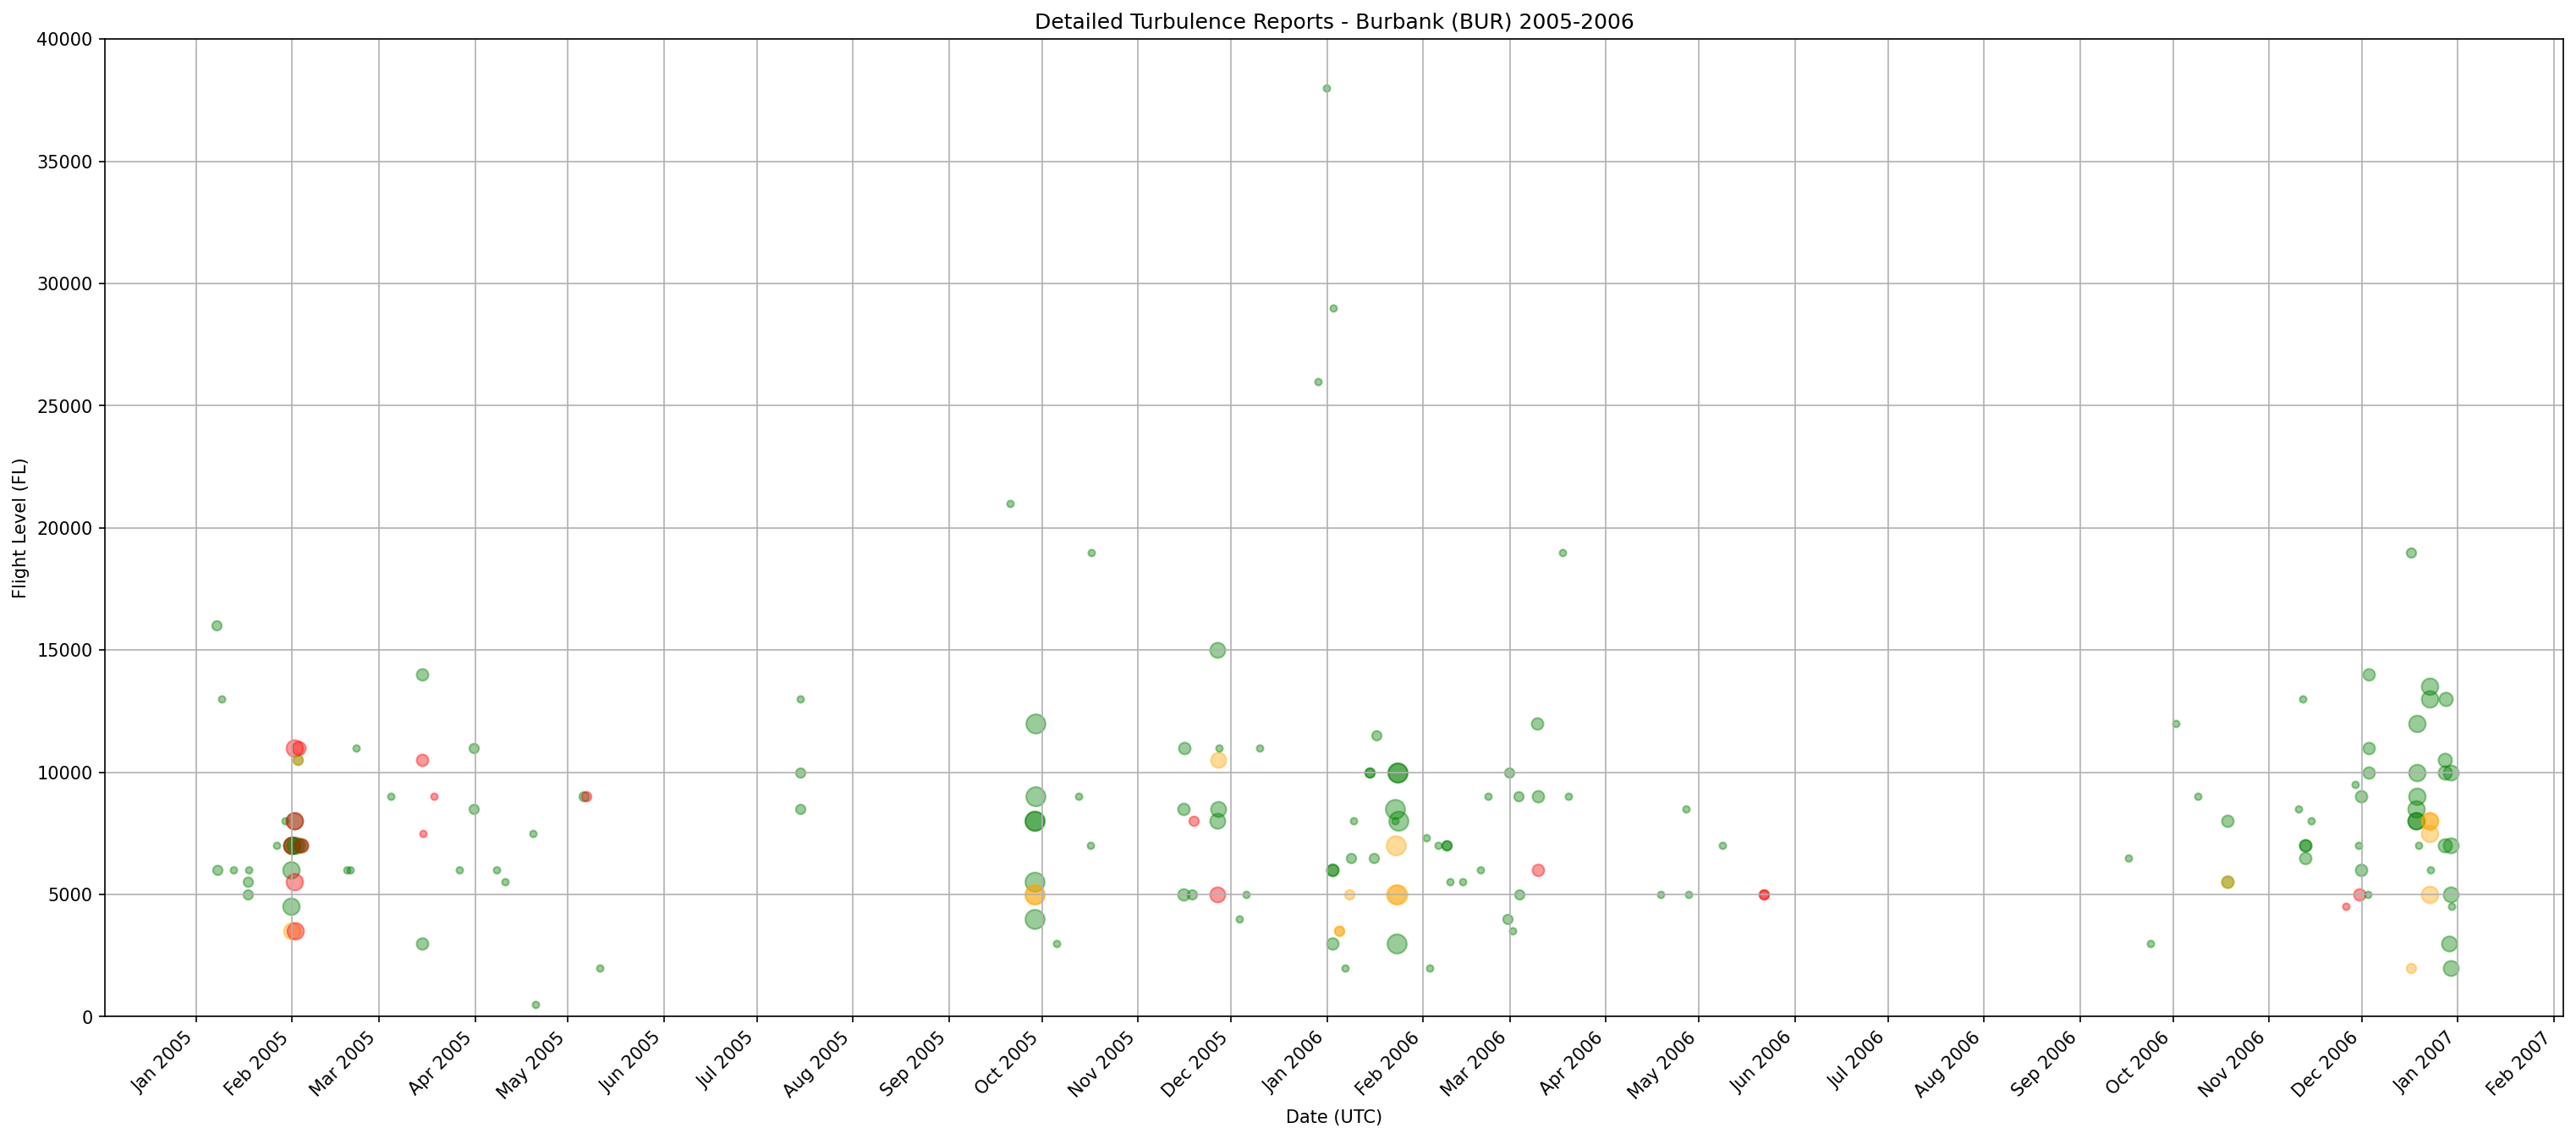 Detailed Turbulence Reports - Burbank (BUR) 2005-2006
Flight Level (FL)
40000
35000
30000
25000
20000
15000
10000
5000
0
Jan 2005
Feb 2005
Mar 2005
Apr 2005
May 2005
Jun 2005
Jul 2005
Aug 2005
Sep 2005
Oct 2005
Nov 2005
Dec 2005
Jan 2006
Feb 2006
Mar 2006
Apr 2006
May 2006
Jun 2006
Jul 2006
Aug 2006
Sep 2006
Oct 2006
Nov 2006
Dec 2006
Jan 2007
Feb 2007
Date (UTC)